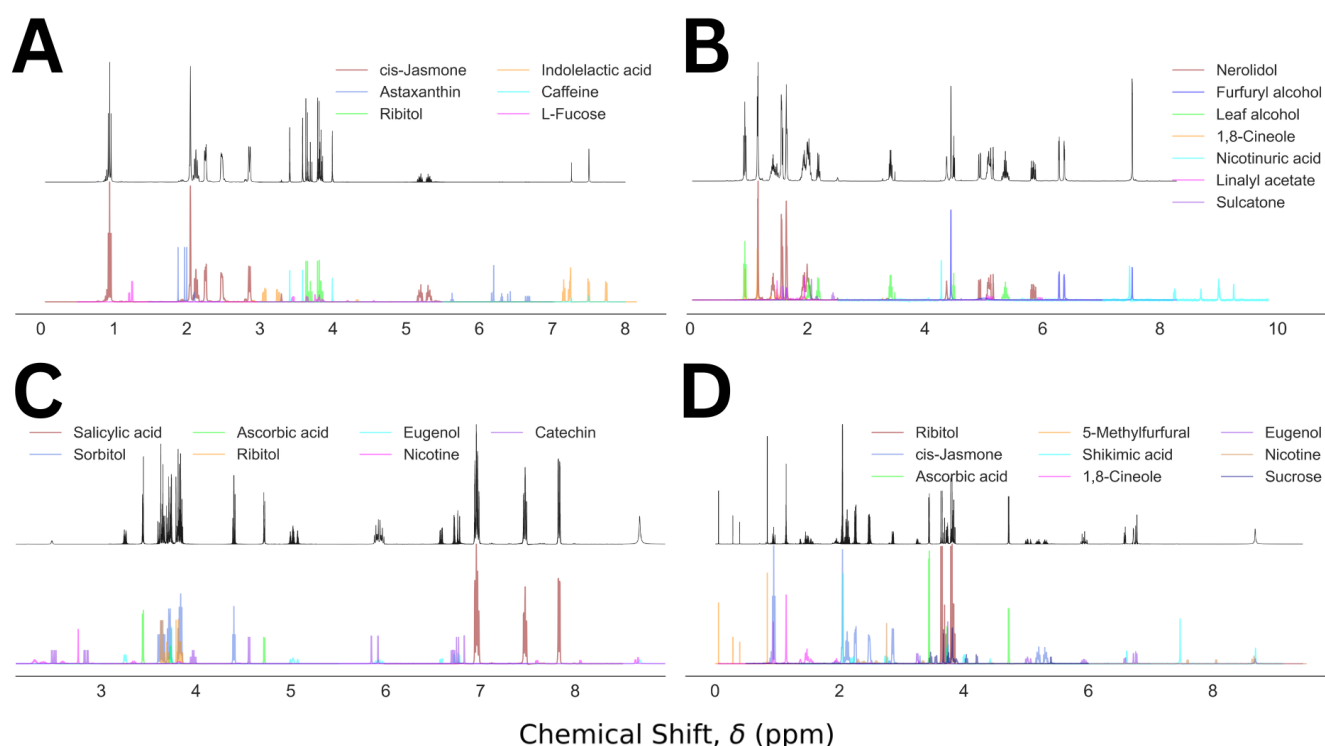 A
cis-Jasmone
Astaxanthin
Ribitol
Indolelactic acid
Caffeine
L-Fucose
0 1 2 3 4 5 6 7 8
B
Nerolidol
Furfuryl alcohol
Leaf alcohol
1,8-Cineole
Nicotinuric acid
Linalyl acetate
Sulcatone
0 2 4 6 8 10
C
Salicylic acid
Sorbitol
Ascorbic acid
Ribitol
Eugenol
Nicotine
Catechin
3 4 5 6 7 8
D
Ribitol
cis-Jasmone
Ascorbic acid
5-Methylfurfural
Shikimic acid
1,8-Cineole
Eugenol
Nicotine
Sucrose
0 2 4 6 8
Chemical Shift, δ (ppm)